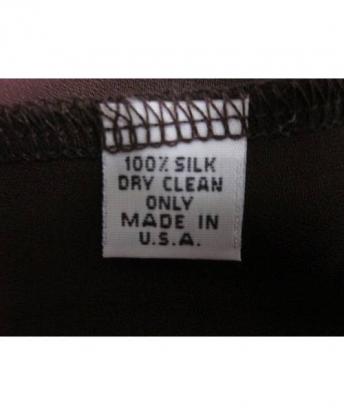 100% SILK
DRY CLEAN
ONLY
MADE IN
U.S.A.